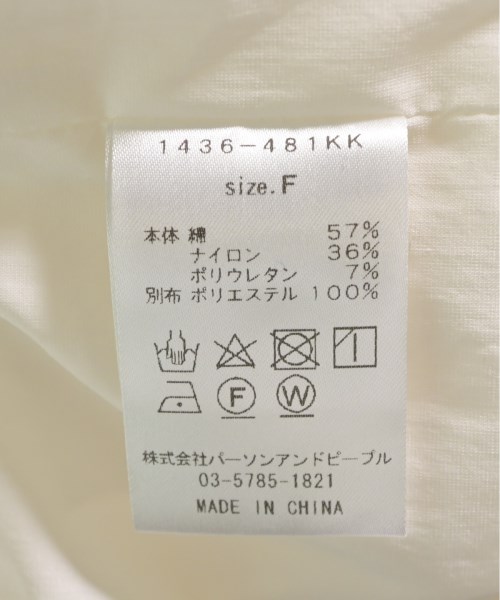 1436-481KK
size.F
本体 綿 57%
ナイロン 36%
ポリウレタン 7%
別布 ポリエステル 100%
F W
株式会社パーソンアンドピープル
03-5785-1821
MADE IN CHINA